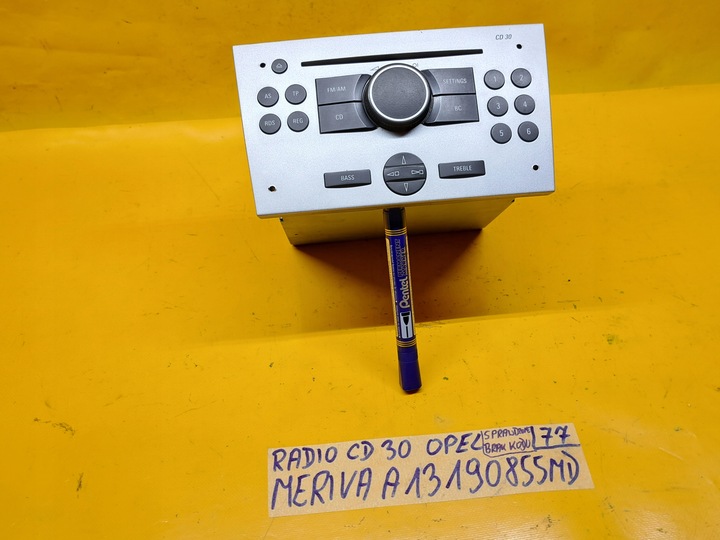 CD 30
AS TP FM/AM SETTINGS 1 2
RDS REG CD BC 3 4
5 6
BASS TREBLE
Pentel
RADIO CD 30 OPEL SPRAWDZONE 77
BRAK KODU
MERIVA A 13190855MD